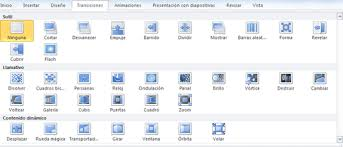 Inicio Insertar Diseño Transiciones Animaciones Presentación con diapositivas Revisar Vista
Sutil
Ninguna Cortar Desvanecer Empuje Barrido Dividir Mostrar Barras aleat... Forma Revelar
Cubrir Flash
Llamativo
Disolver Cuadros bic... Persianas Reloj Ondulación Panal Brillo Vórtice Destruir Cambiar
Voltear Galería Cubo Puertas Cuadro Zoom
Contenido dinámico
Desplazar Rueda mágica Transportador... Girar Ventana Órbita Volar